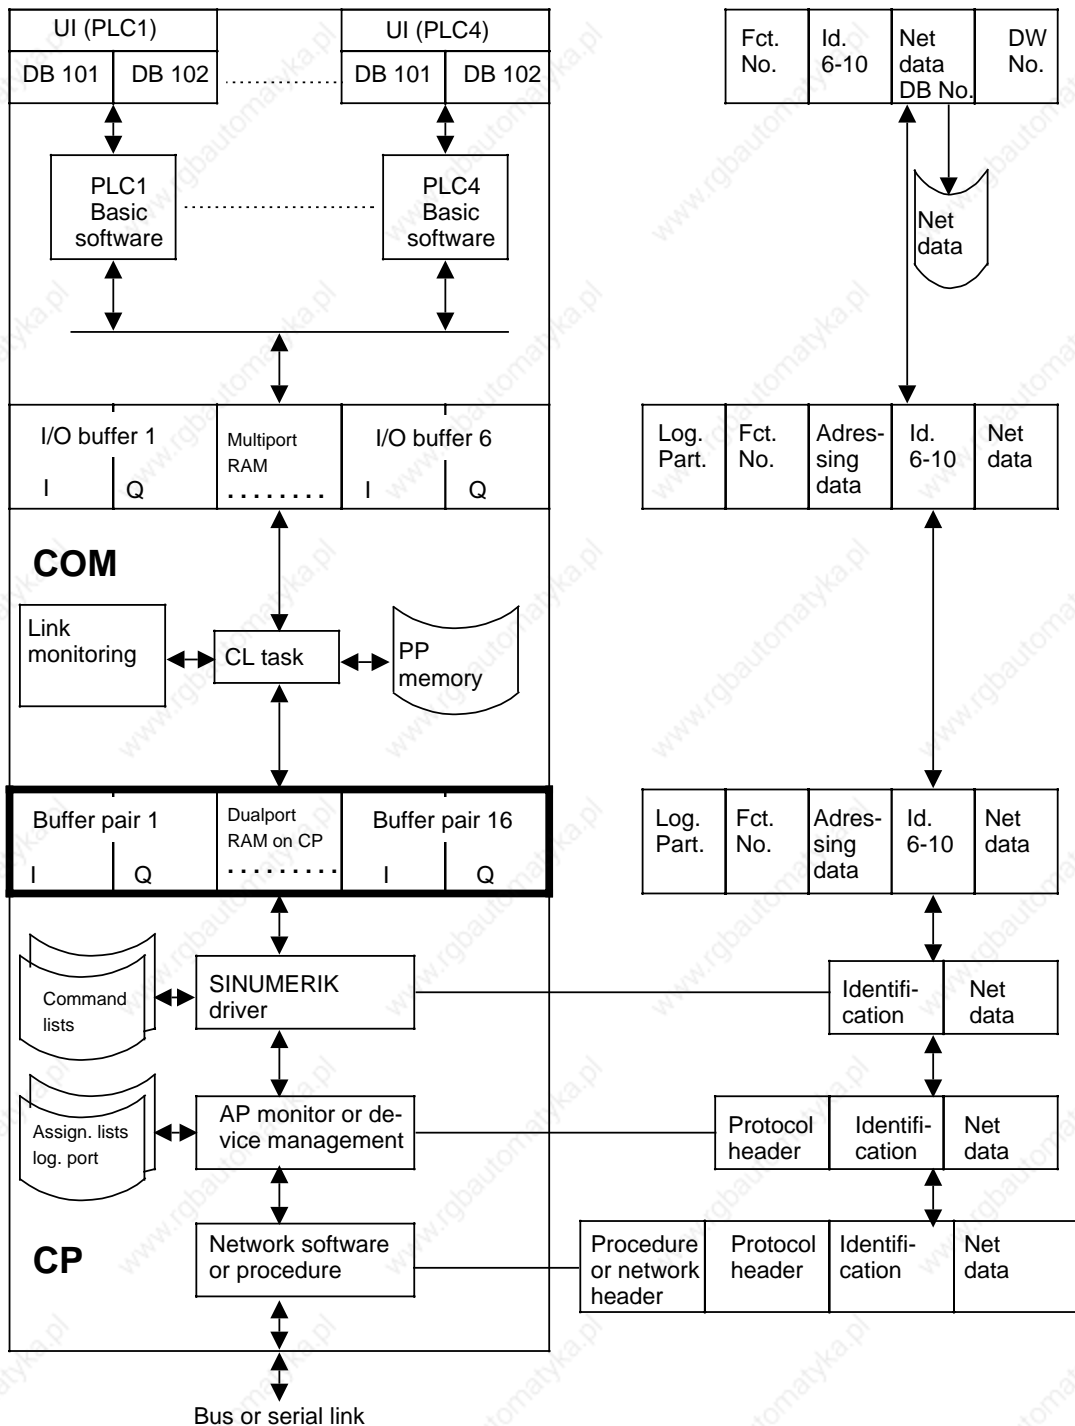 UI (PLC1)
UI (PLC4)
DB 101
DB 102
DB 101
DB 102
PLC1
Basic
software
PLC4
Basic
software
I/O buffer 1
I
Q
Multiport
RAM
I/O buffer 6
I
Q
COM
Link
monitoring
CL task
PP
memory
Buffer pair 1
I
Q
Dualport
RAM on CP
Buffer pair 16
I
Q
Command
lists
SINUMERIK
driver
Assign. lists
log. port
AP monitor or de-
vice management
CP
Network software
or procedure
Bus or serial link
Fct.
No.
Id.
6-10
Net
data
DB No.
DW
No.
Net
data
Log.
Part.
Fct.
No.
Adres-
sing
data
Id.
6-10
Net
data
Log.
Part.
Fct.
No.
Adres-
sing
data
Id.
6-10
Net
data
Identifi-
cation
Net
data
Protocol
header
Identifi-
cation
Net
data
Procedure
or network
header
Protocol
header
Identifi-
cation
Net
data
www.rgbautomatyka.pl